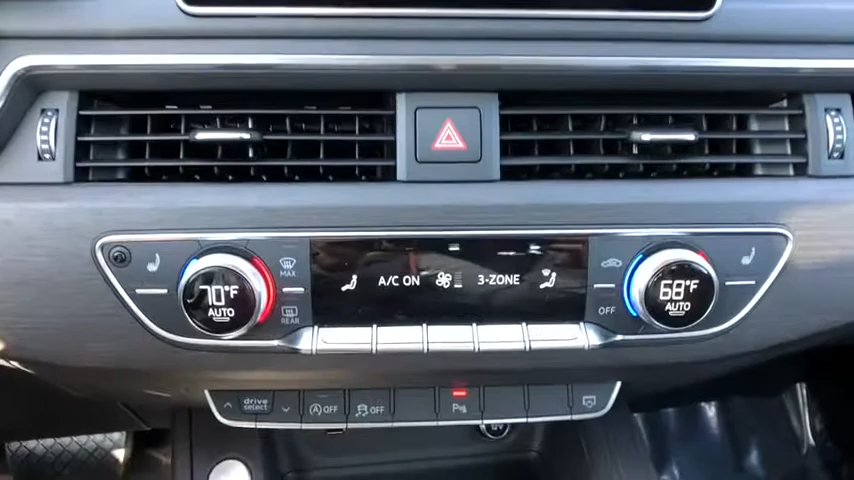 MAX
A/C ON
3-ZONE
70°F
AUTO
REAR
OFF
68°F
AUTO
drive
select
OFF
OFF